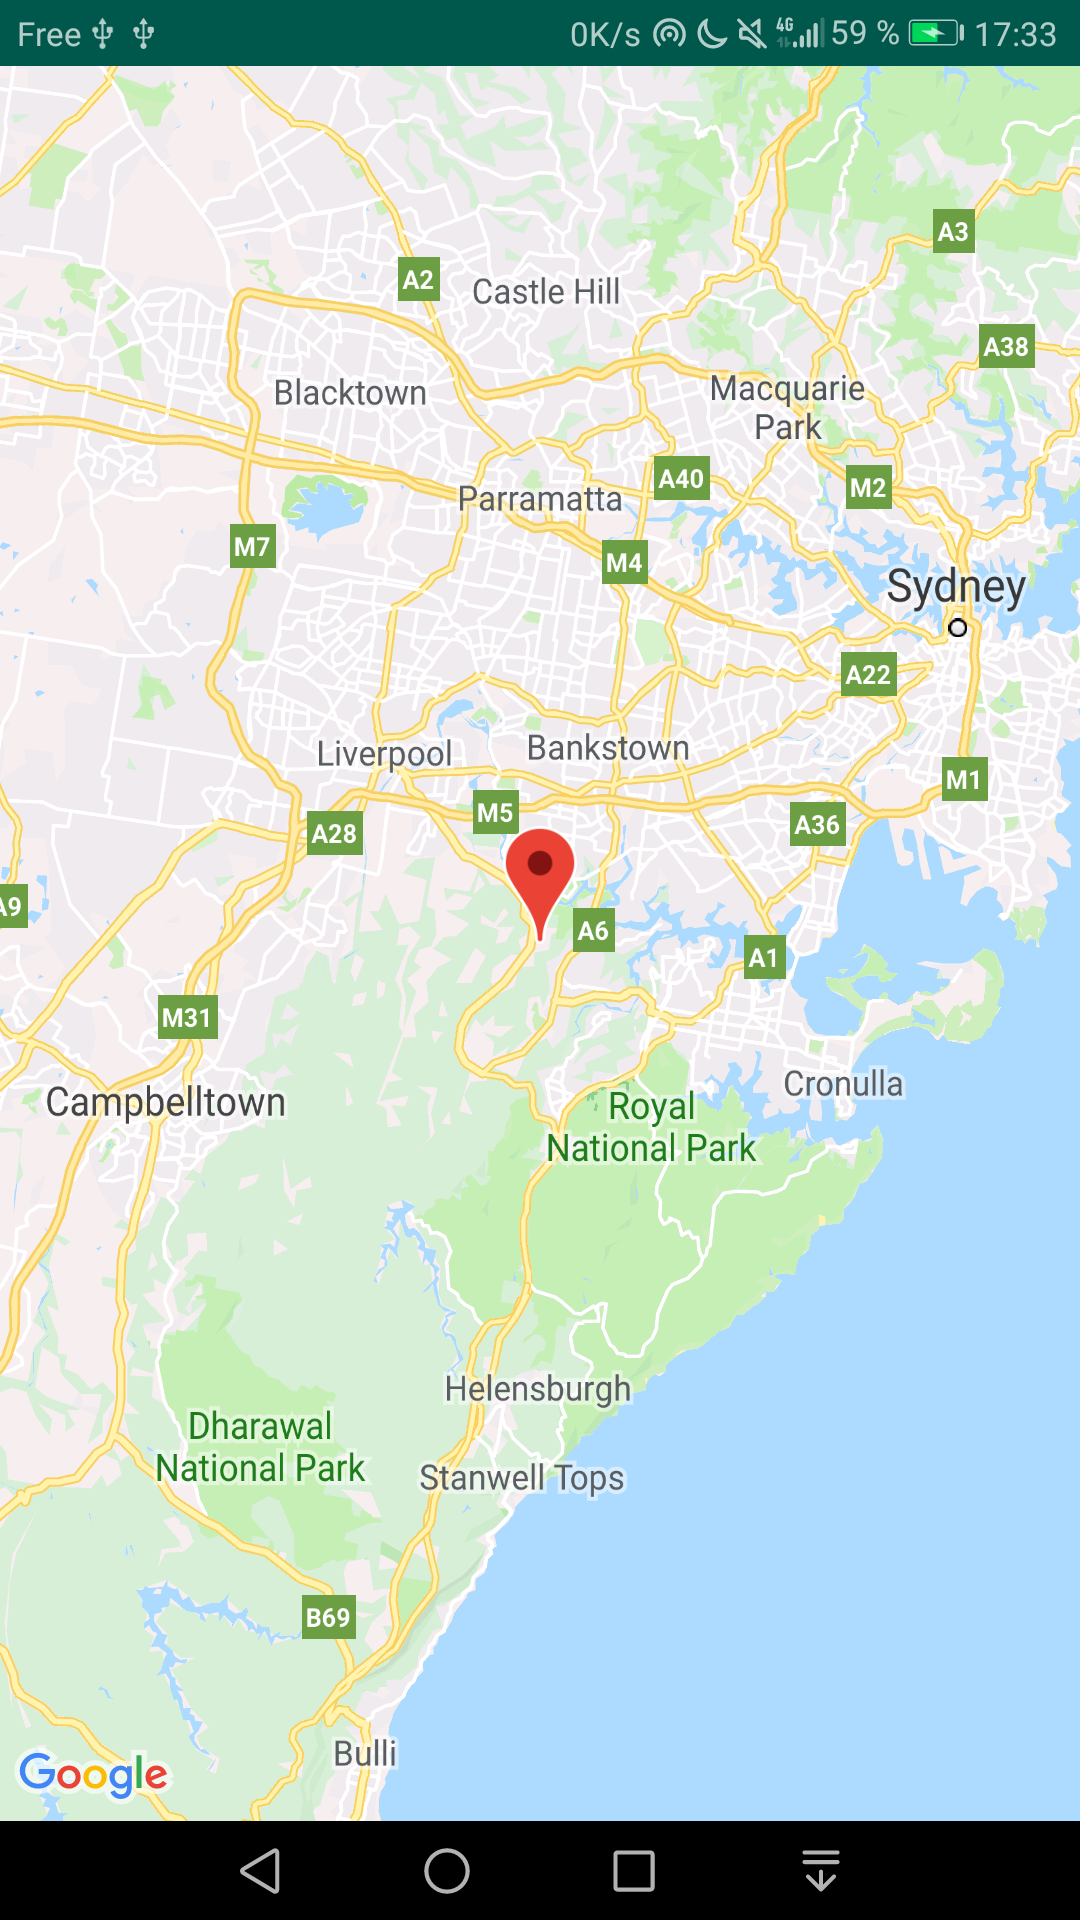 Free 0K/s 4G 59 % 17:33
A3
A2
Castle Hill
A38
Blacktown
Macquarie
Park
A40
M2
Parramatta
M7
M4
Sydney
A22
Liverpool
Bankstown
M1
M5
A36
A28
A9
A6
A1
M31
Cronulla
Campbelltown
Royal
National Park
Helensburgh
Dharawal
National Park
Stanwell Tops
B69
Bulli
Google